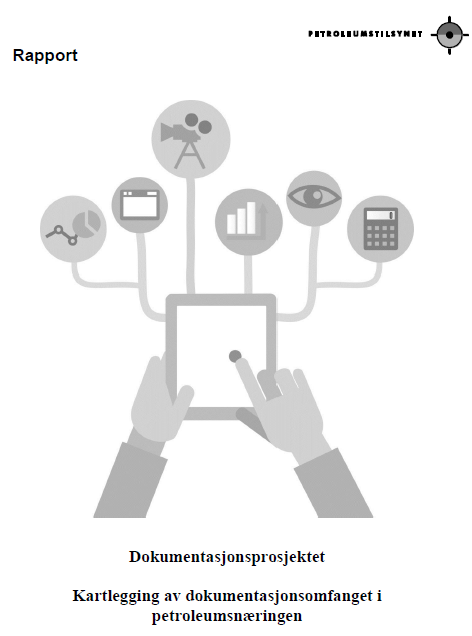 PETROLEUMSTILSYNET
Rapport
Dokumentasjonsprosjektet
Kartlegging av dokumentasjonsomfanget i
petroleumsnæringen